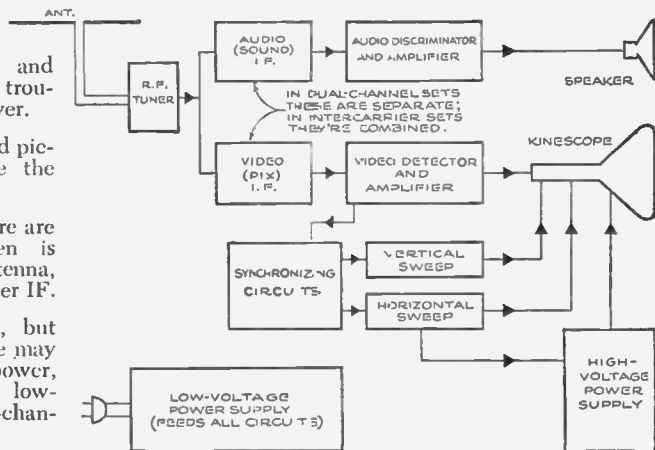 and
trou-
ver.
d pic-
e the
re are
en is
tenna,
er IF.
, but
e may
power,
low-
-chan-
ANT.
R.F.
TUNER
AUDIO
(SOUND)
I.F.
AUDIO DISCRIMINATOR
AND AMPLIFIER
SPEAKER
IN DUAL-CHANNEL SETS
THESE ARE SEPARATE;
IN INTERCARRIER SETS
THEY'RE COMBINED.
VIDEO
(PIX)
I.F.
VIDEO DETECTOR
AND
AMPLIFIER
KINESCOPE
SYNCHRONIZING
CIRCUITS
VERTICAL
SWEEP
HORIZONTAL
SWEEP
HIGH-
VOLTAGE
POWER
SUPPLY
LOW-VOLTAGE
POWER SUPPLY
(FEEDS ALL CIRCUITS)